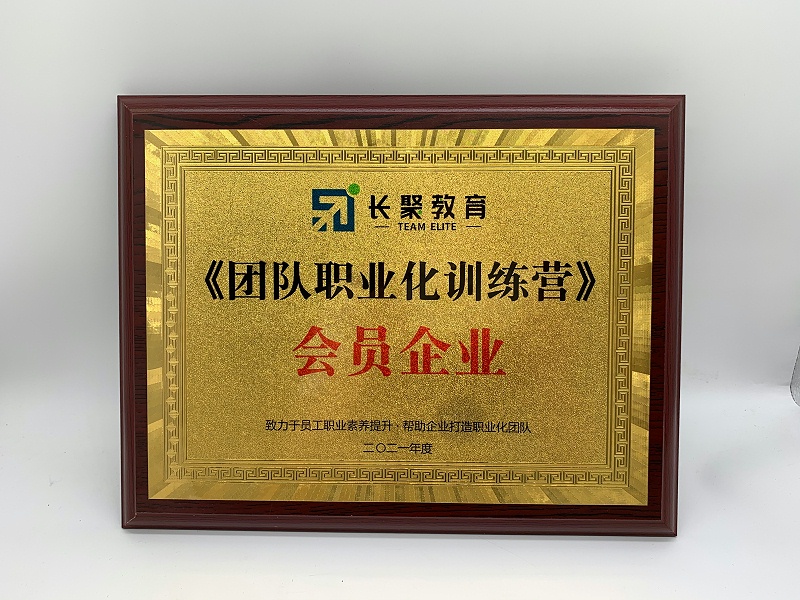 长聚教育
TEAM ELITE
《团队职业化训练营》
会员企业
致力于员工职业素养提升、帮助企业打造职业化团队
二〇二一年度